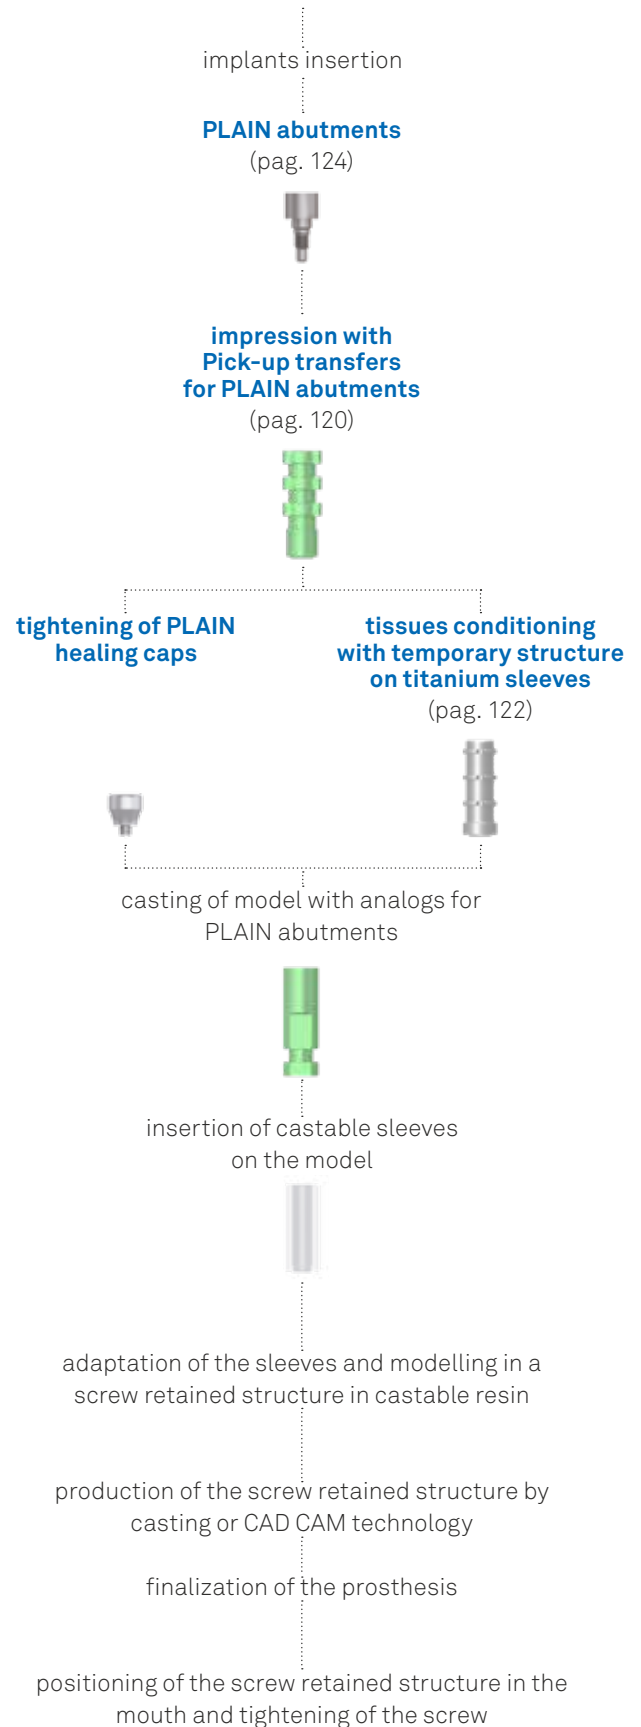 implants insertion
PLAIN abutments
(pag. 124)
impression with
Pick-up transfers
for PLAIN abutments
(pag. 120)
tightening of PLAIN
healing caps
tissues conditioning
with temporary structure
on titanium sleeves
(pag. 122)
casting of model with analogs for
PLAIN abutments
insertion of castable sleeves
on the model
adaptation of the sleeves and modelling in a
screw retained structure in castable resin
production of the screw retained structure by
casting or CAD CAM technology
finalization of the prosthesis
positioning of the screw retained structure in the
mouth and tightening of the screw